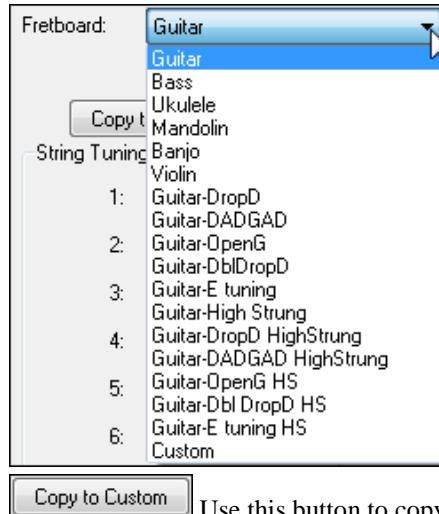 Fretboard: Guitar
Guitar
Bass
Ukulele
Copy t
Mandolin
String Tuning
Banjo
Violin
1:
Guitar-DropD
Guitar-DADGAD
2:
Guitar-OpenG
Guitar-DblDropD
3:
Guitar-E tuning
Guitar-High Strung
4:
Guitar-DropD HighStrung
Guitar-DADGAD HighStrung
5:
Guitar-OpenG HS
Guitar-Dbl DropD HS
6:
Guitar-E tuning HS
Custom
Copy to Custom Use this button to copy